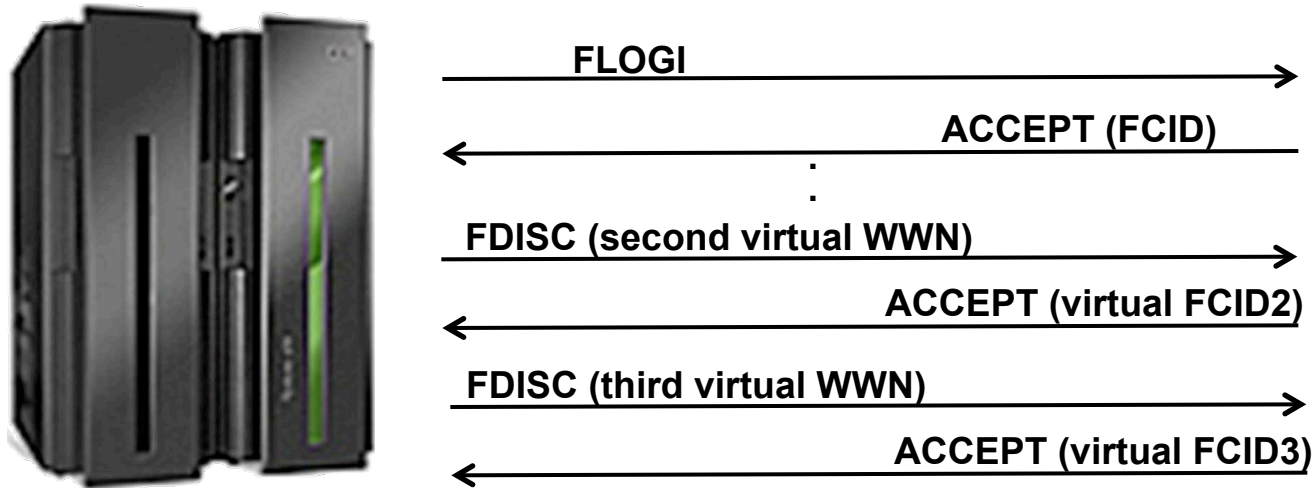 FLOGI
ACCEPT (FCID)
.
.
FDISC (second virtual WWN)
ACCEPT (virtual FCID2)
FDISC (third virtual WWN)
ACCEPT (virtual FCID3)